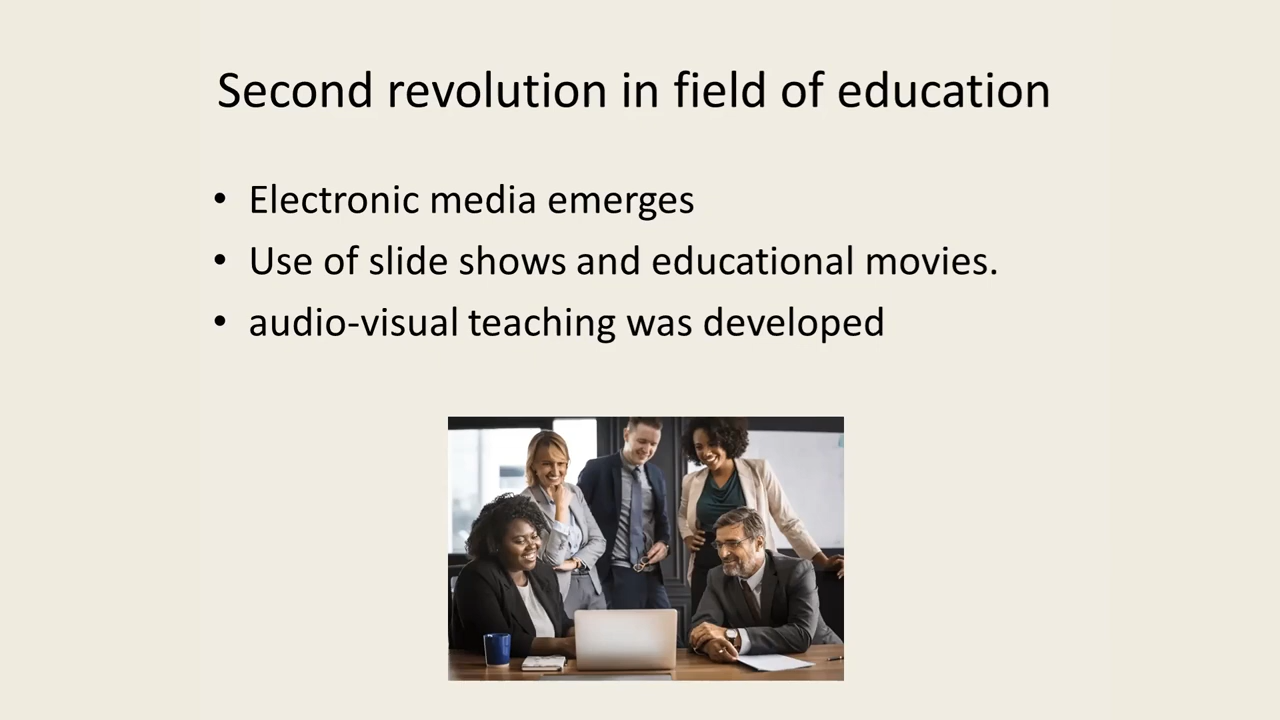 Second revolution in field of education
• Electronic media emerges
• Use of slide shows and educational movies.
• audio-visual teaching was developed